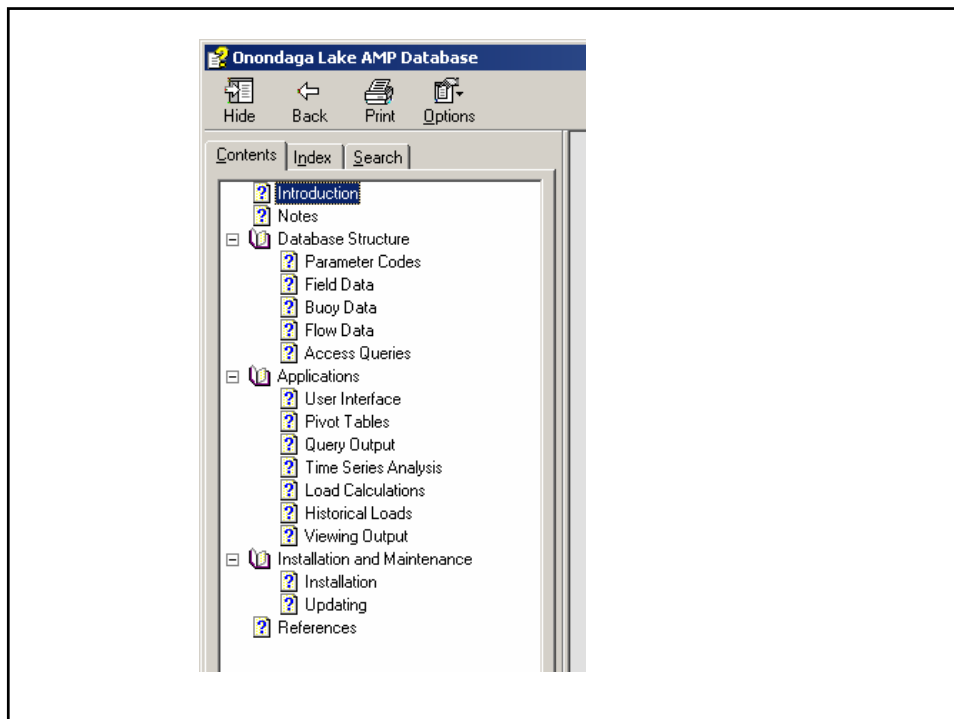 Onondaga Lake AMP Database
Hide Back Print Options
Contents Index Search
Introduction
Notes
Database Structure
Parameter Codes
Field Data
Buoy Data
Flow Data
Access Queries
Applications
User Interface
Pivot Tables
Query Output
Time Series Analysis
Load Calculations
Historical Loads
Viewing Output
Installation and Maintenance
Installation
Updating
References